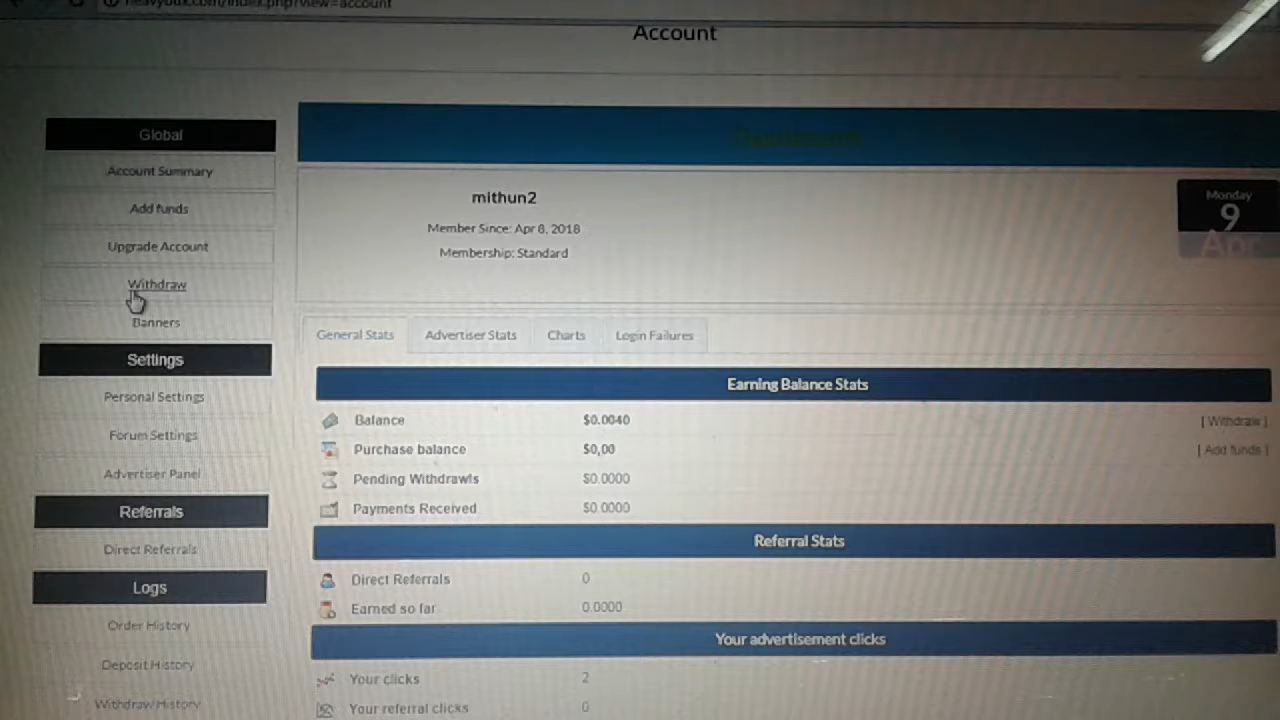 Account
Global
Account Summary
Add funds
Upgrade Account
Withdraw
Banners
Settings
Personal Settings
Forum Settings
Advertiser Panel
Referrals
Direct Referrals
Logs
Order History
Deposit History
Withdraw History
Dashboard
mithun2
Member Since: Apr 8, 2018
Membership: Standard
Monday
9
Apr
General Stats Advertiser Stats Charts Login Failures
Earning Balance Stats
Balance $0.0040 [ Withdraw ]
Purchase balance $0,00 [ Add funds ]
Pending Withdrawls $0.0000
Payments Received $0.0000
Referral Stats
Direct Referrals 0
Earned so far 0.0000
Your advertisement clicks
Your clicks 2
Your referral clicks 0